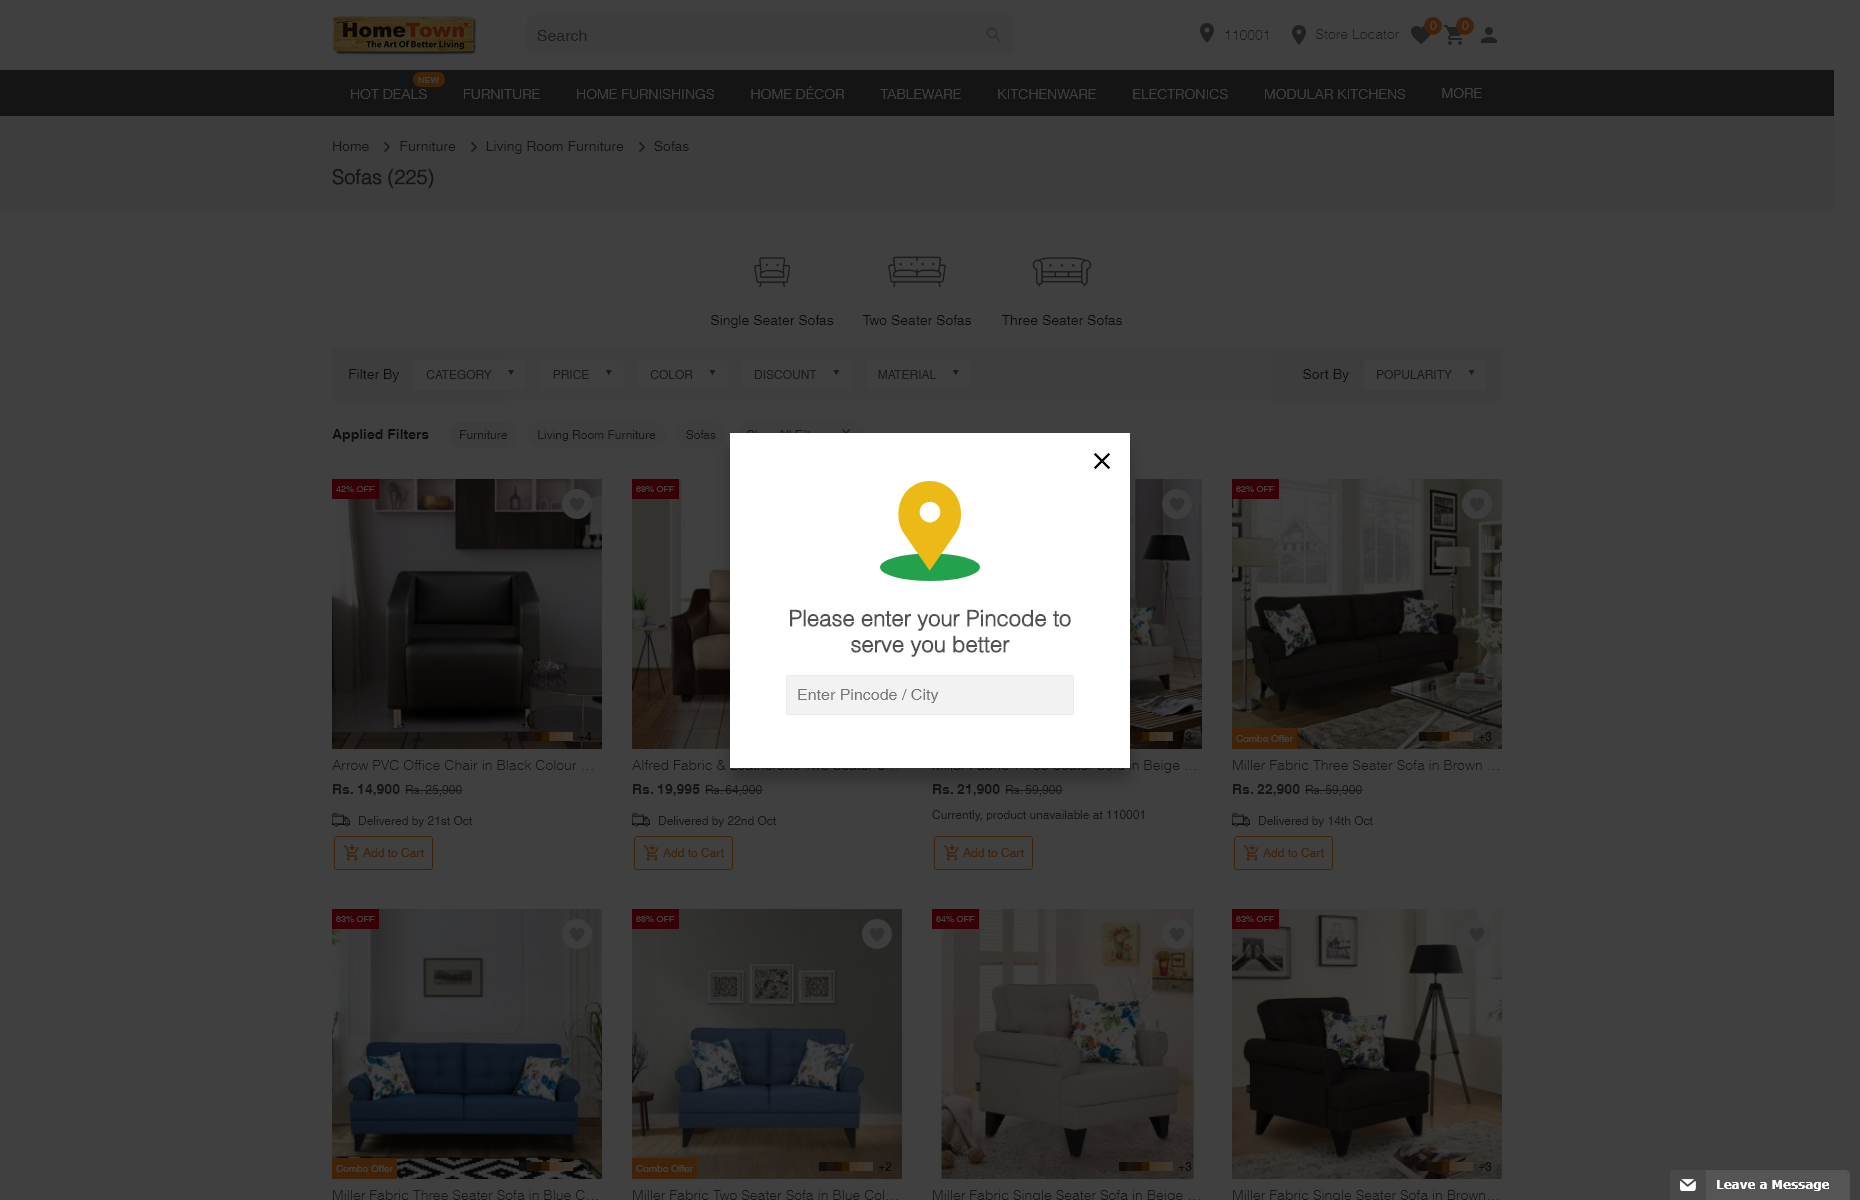 HomeTown
The Art Of Better Living
Search
110001
Store Locator
0
0
NEW
HOT DEALS
FURNITURE
HOME FURNISHINGS
HOME DÉCOR
TABLEWARE
KITCHENWARE
ELECTRONICS
MODULAR KITCHENS
MORE
Home
Furniture
Living Room Furniture
Sofas
Sofas (225)
Single Seater Sofas
Two Seater Sofas
Three Seater Sofas
Filter By
CATEGORY
PRICE
COLOR
DISCOUNT
MATERIAL
Sort By
POPULARITY
Applied Filters
Furniture
Living Room Furniture
Sofas
Please enter your Pincode to
serve you better
Enter Pincode / City
42% OFF
+4
Arrow PVC Office Chair in Black Colour ...
Rs. 14,900 Rs. 25,900
Delivered by 21st Oct
Add to Cart
69% OFF
Alfred Fabric &
Rs. 19,995 Rs. 64,900
Delivered by 22nd Oct
Add to Cart
+3
in Beige ...
Rs. 21,900 Rs. 59,900
Currently, product unavailable at 110001
Add to Cart
62% OFF
Combo Offer
+3
Miller Fabric Three Seater Sofa in Brown ...
Rs. 22,900 Rs. 59,900
Delivered by 14th Oct
Add to Cart
63% OFF
Combo Offer
Miller Fabric Three Seater Sofa in Blue C...
68% OFF
Combo Offer
+2
Miller Fabric Two Seater Sofa in Blue Col...
64% OFF
+3
Miller Fabric Single Seater Sofa in Beige ...
63% OFF
+3
Miller Fabric Single Seater Sofa in Brown...
Leave a Message